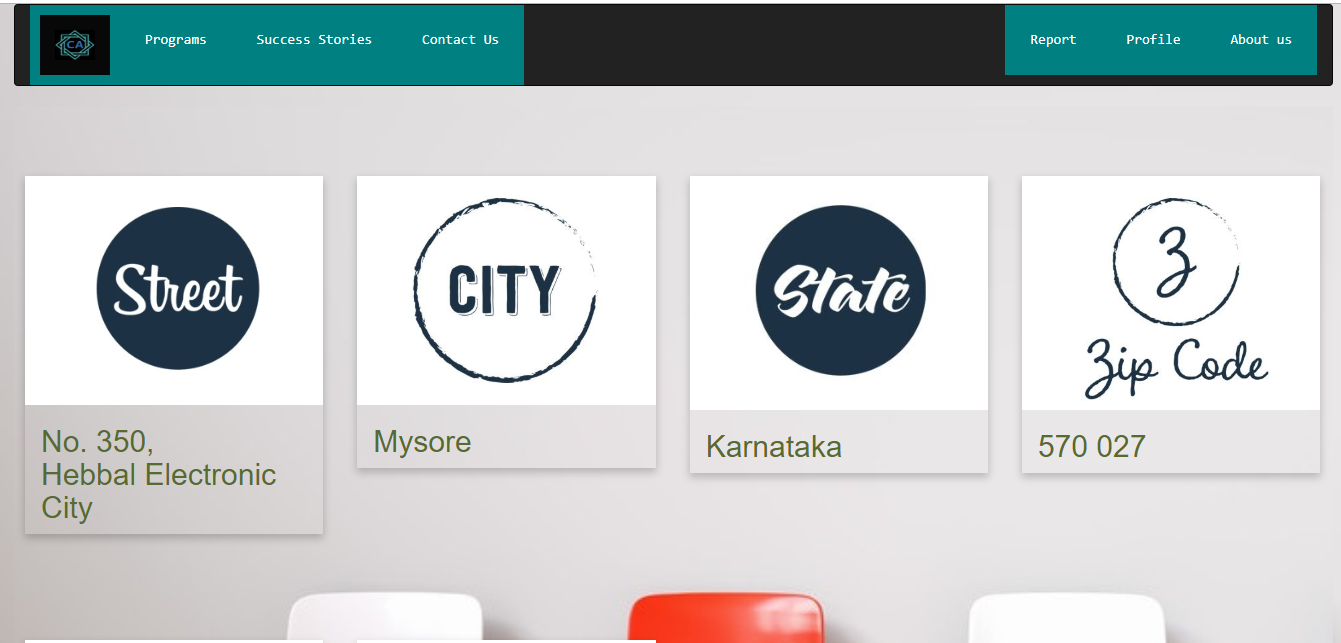 CA
Programs
Success Stories
Contact Us
Report
Profile
About us
Street
CITY
State
Z
Zip Code
No. 350,
Hebbal Electronic
City
Mysore
Karnataka
570 027